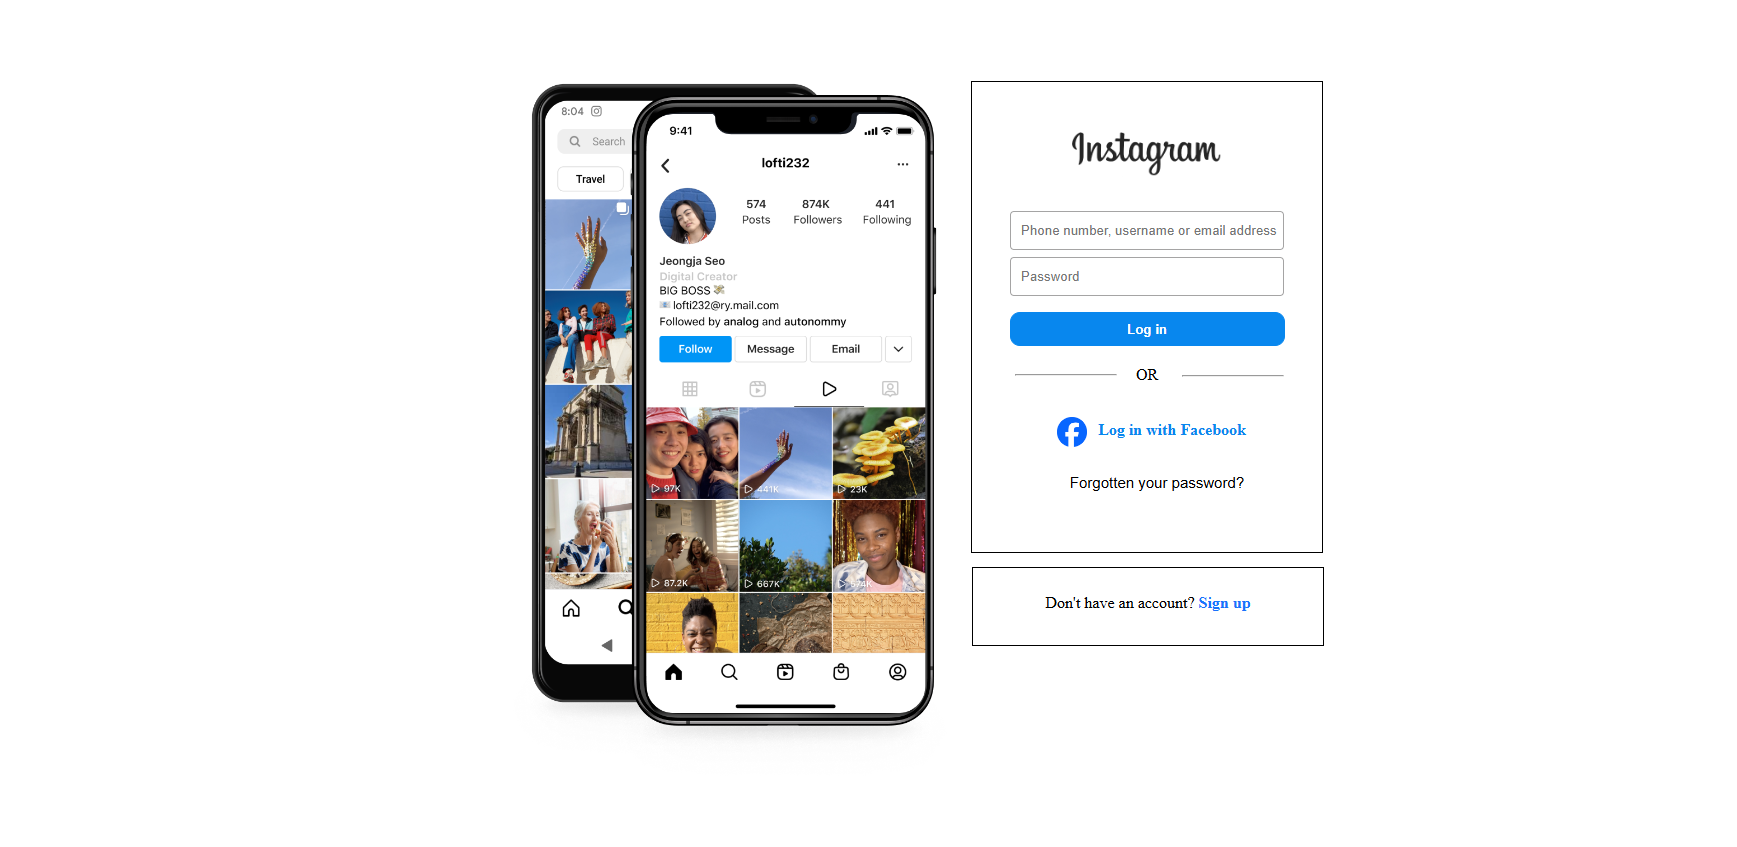 8:04
Search
Travel
9:41
lofti232
574 874K 441
Posts Followers Following
Jeongja Seo
Digital Creator
BIG BOSS
lofti232@ry.mail.com
Followed by analog and autonommy
Follow Message Email
97K 441K 23K
87.2K 667K
Instagram
Phone number, username or email address
Password
Log in
OR
Log in with Facebook
Forgotten your password?
Don't have an account? Sign up